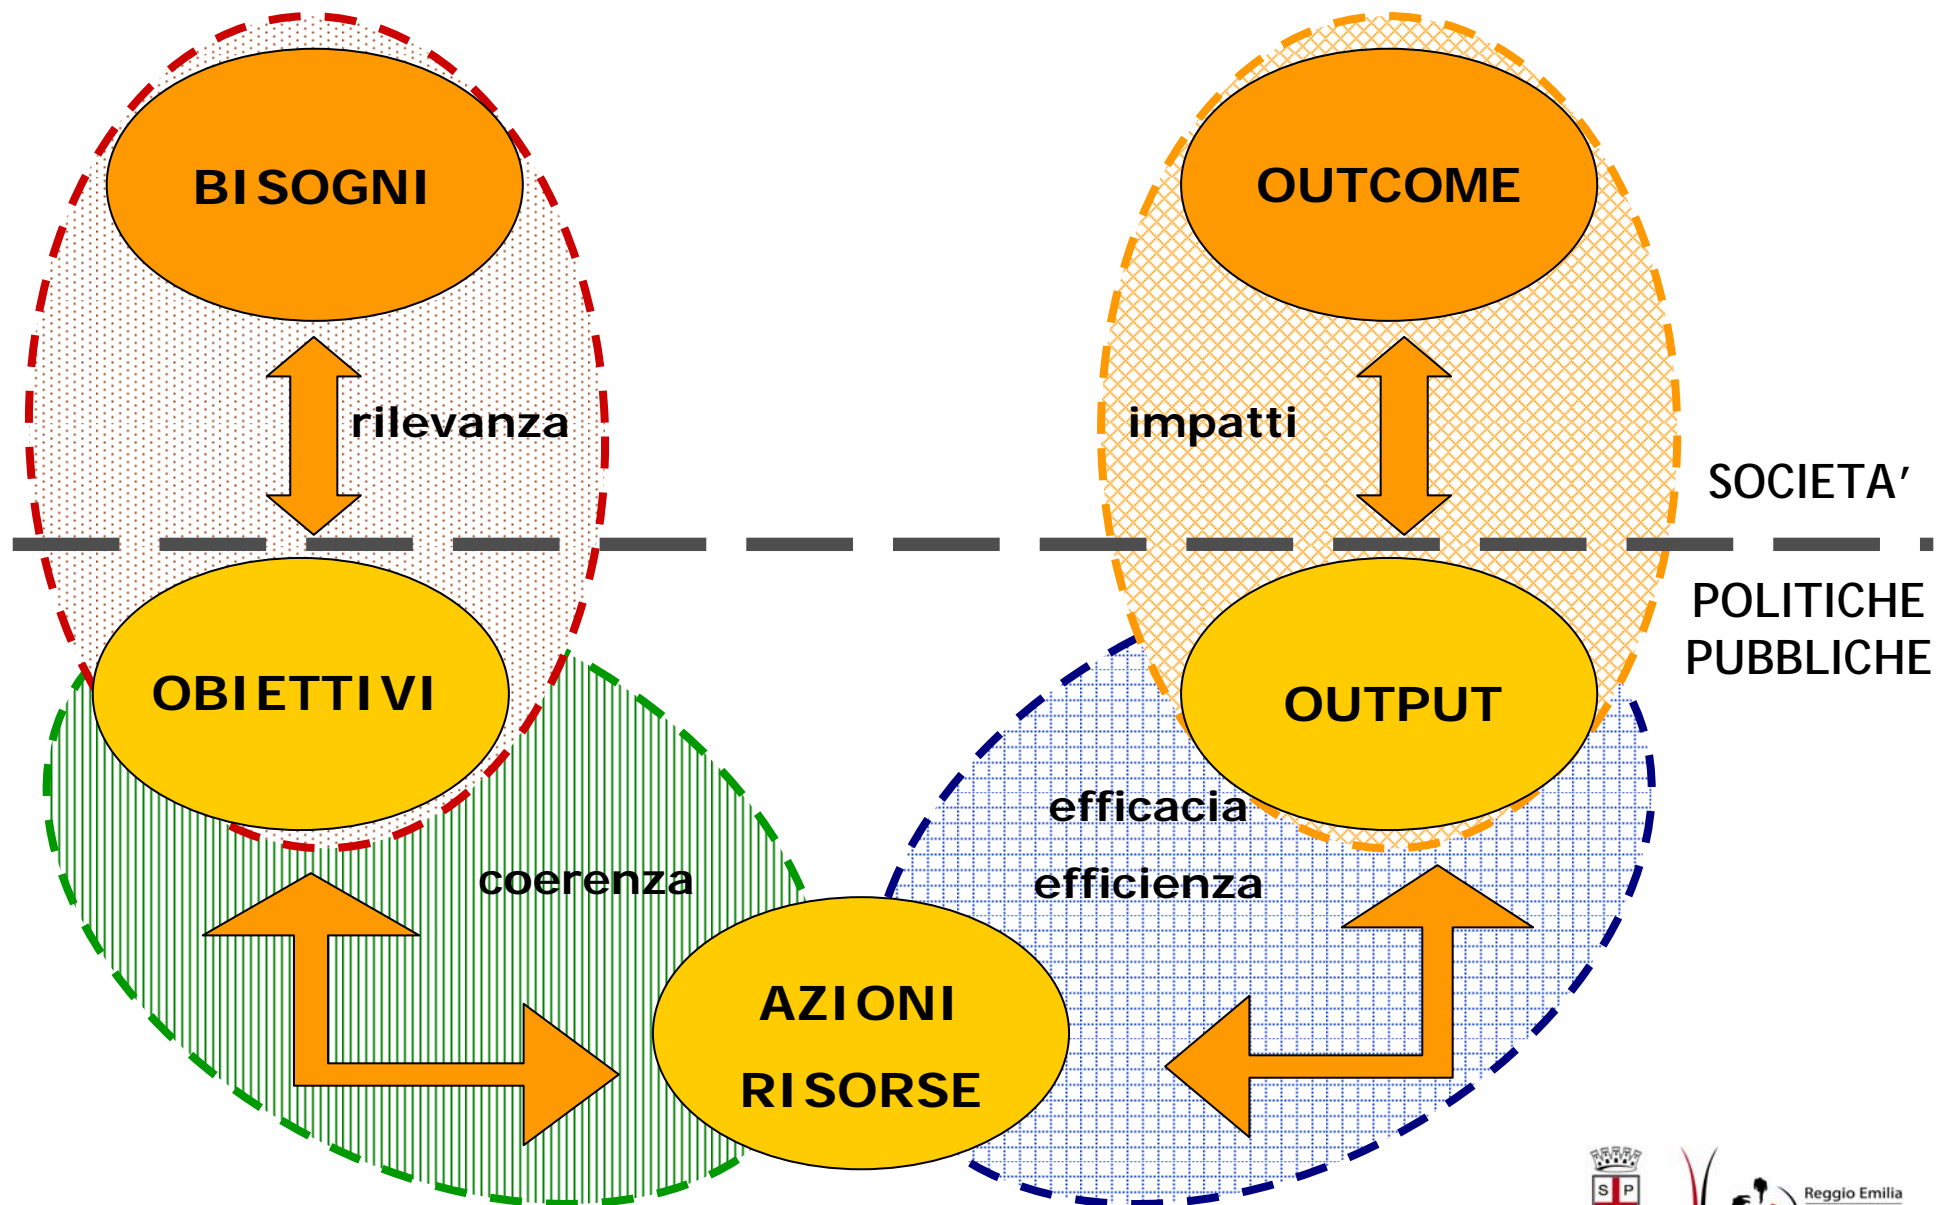 BISOGNI
OUTCOME
rilevanza
impatti
SOCIETA’
POLITICHE
PUBBLICHE
OBIETTIVI
OUTPUT
efficacia
coerenza
efficienza
AZIONI
RISORSE
S P
Reggio Emilia